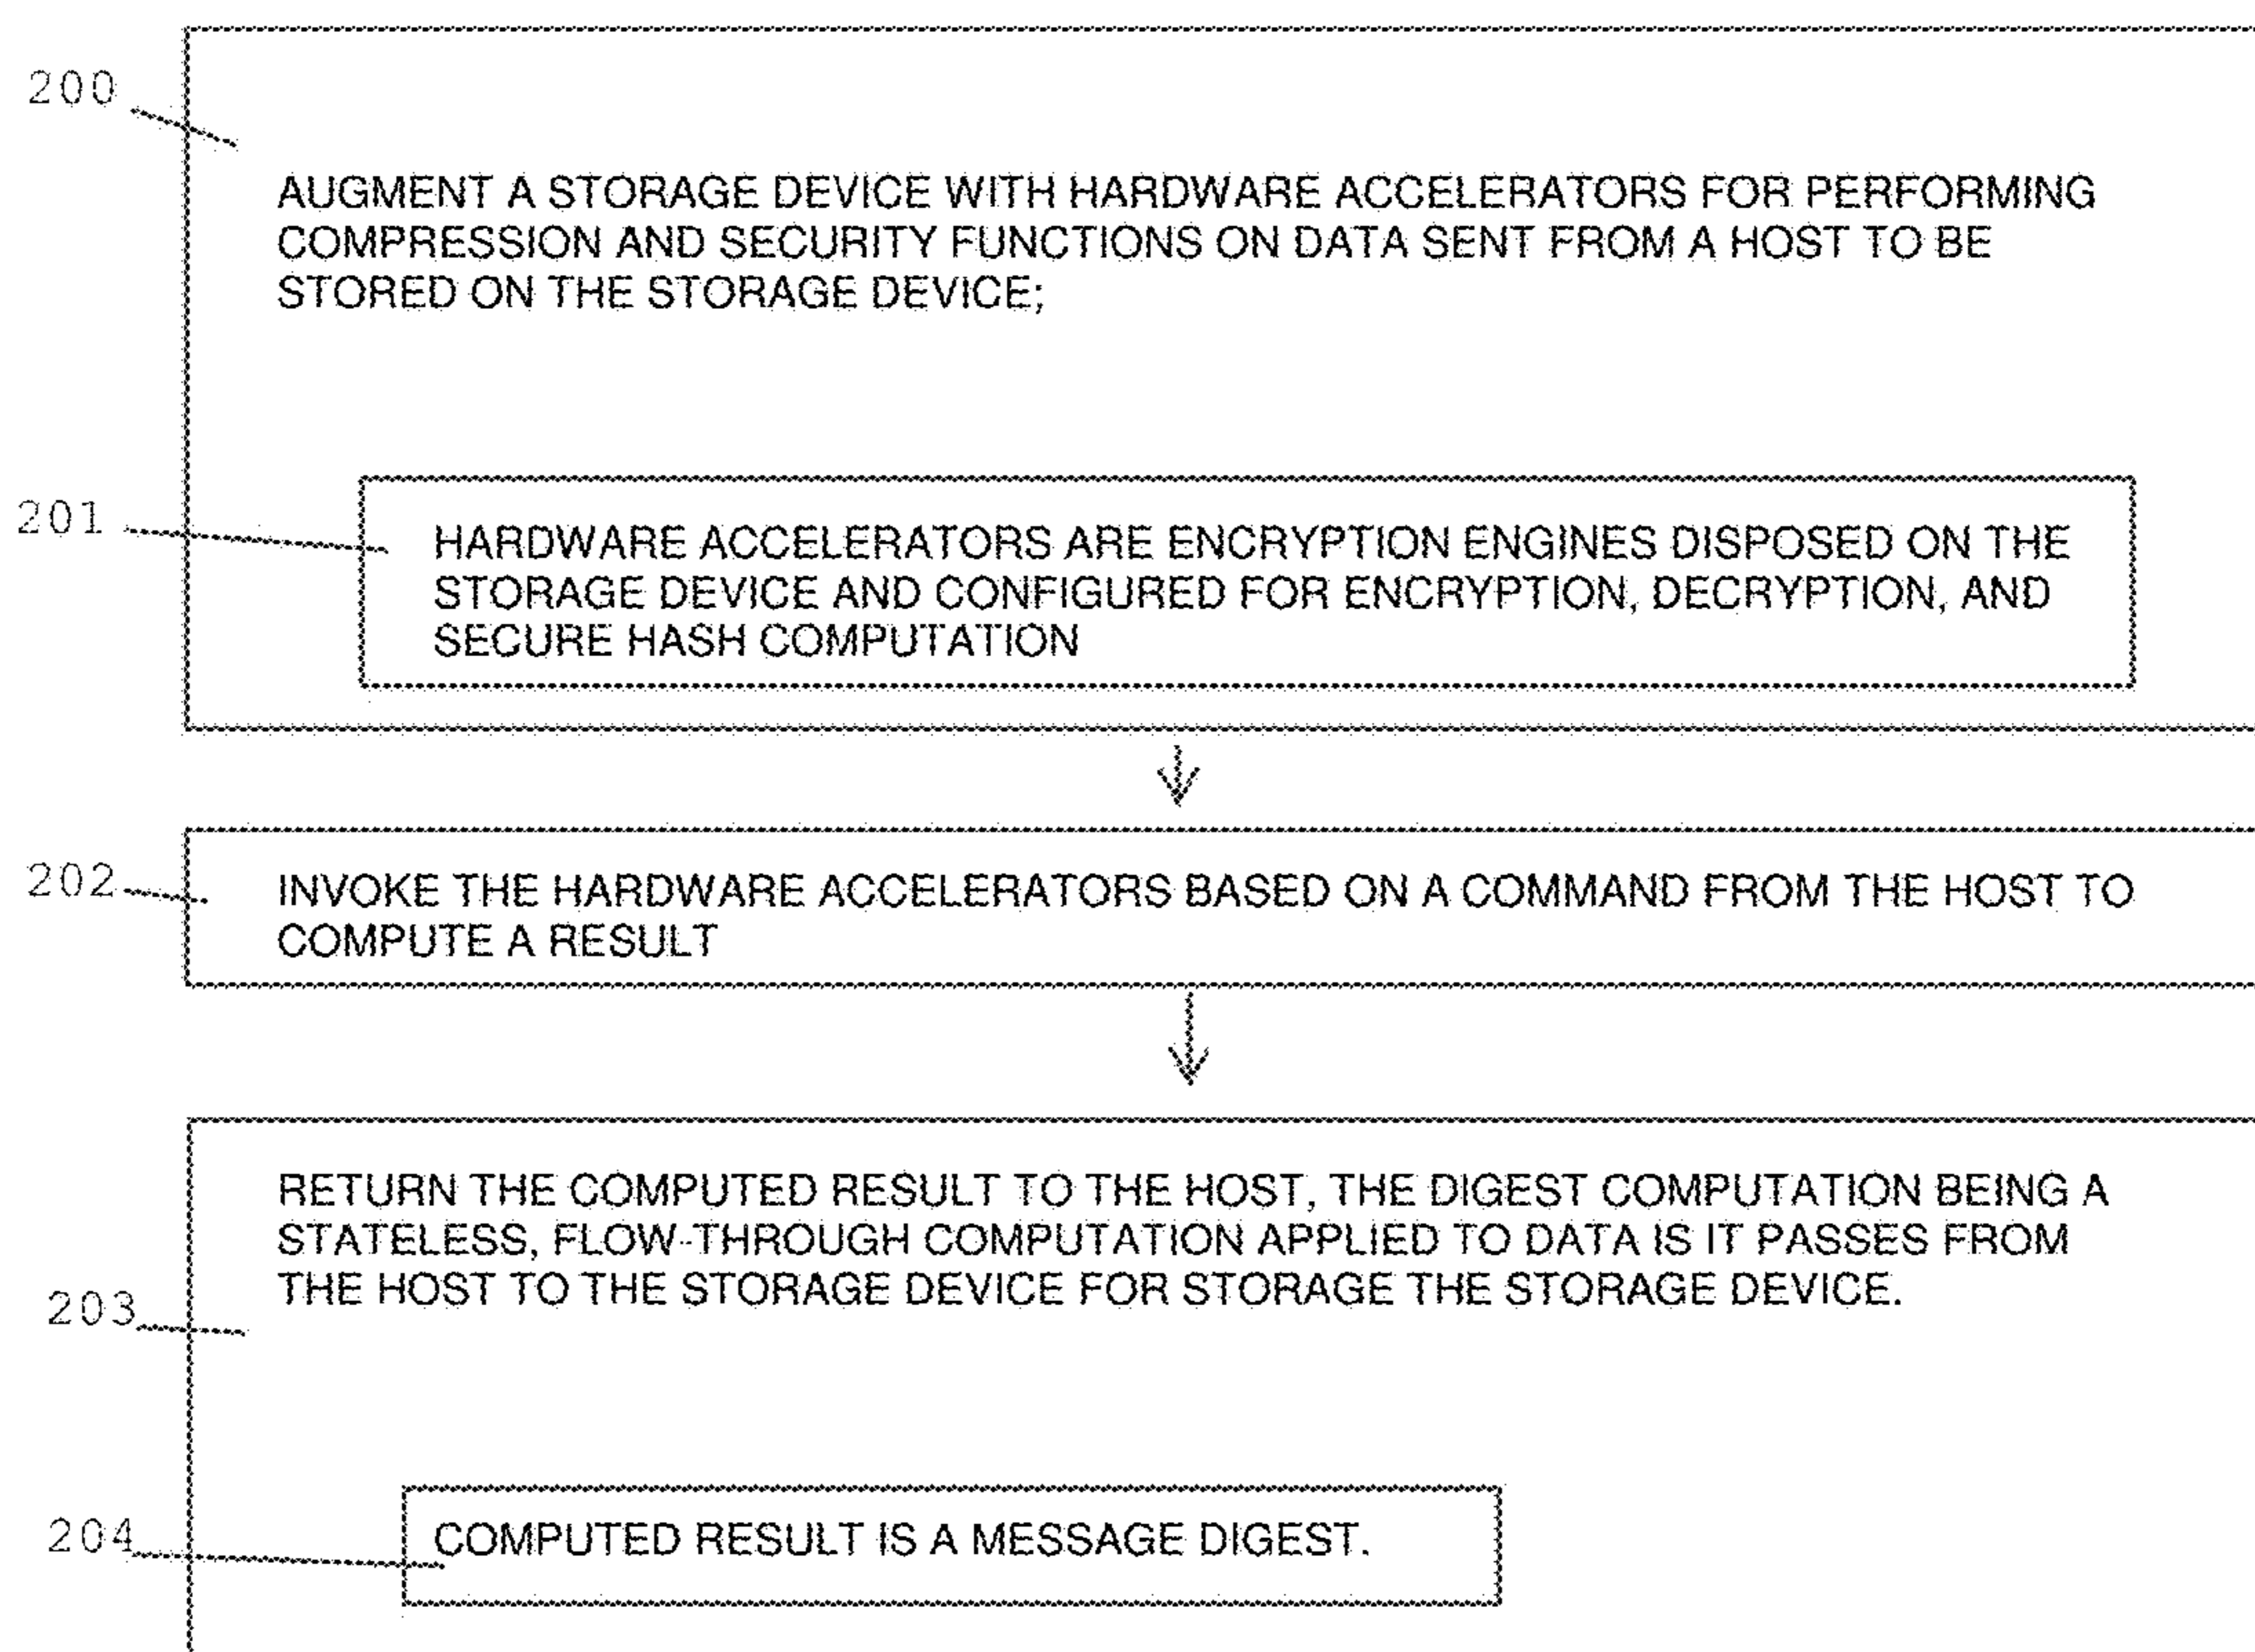 200
AUGMENT A STORAGE DEVICE WITH HARDWARE ACCELERATORS FOR PERFORMING
COMPRESSION AND SECURITY FUNCTIONS ON DATA SENT FROM A HOST TO BE
STORED ON THE STORAGE DEVICE;
201
HARDWARE ACCELERATORS ARE ENCRYPTION ENGINES DISPOSED ON THE
STORAGE DEVICE AND CONFIGURED FOR ENCRYPTION, DECRYPTION, AND
SECURE HASH COMPUTATION
202
INVOKE THE HARDWARE ACCELERATORS BASED ON A COMMAND FROM THE HOST TO
COMPUTE A RESULT
RETURN THE COMPUTED RESULT TO THE HOST, THE DIGEST COMPUTATION BEING A
STATELESS, FLOW-THROUGH COMPUTATION APPLIED TO DATA IS IT PASSES FROM
THE HOST TO THE STORAGE DEVICE FOR STORAGE THE STORAGE DEVICE.
203
204
COMPUTED RESULT IS A MESSAGE DIGEST.